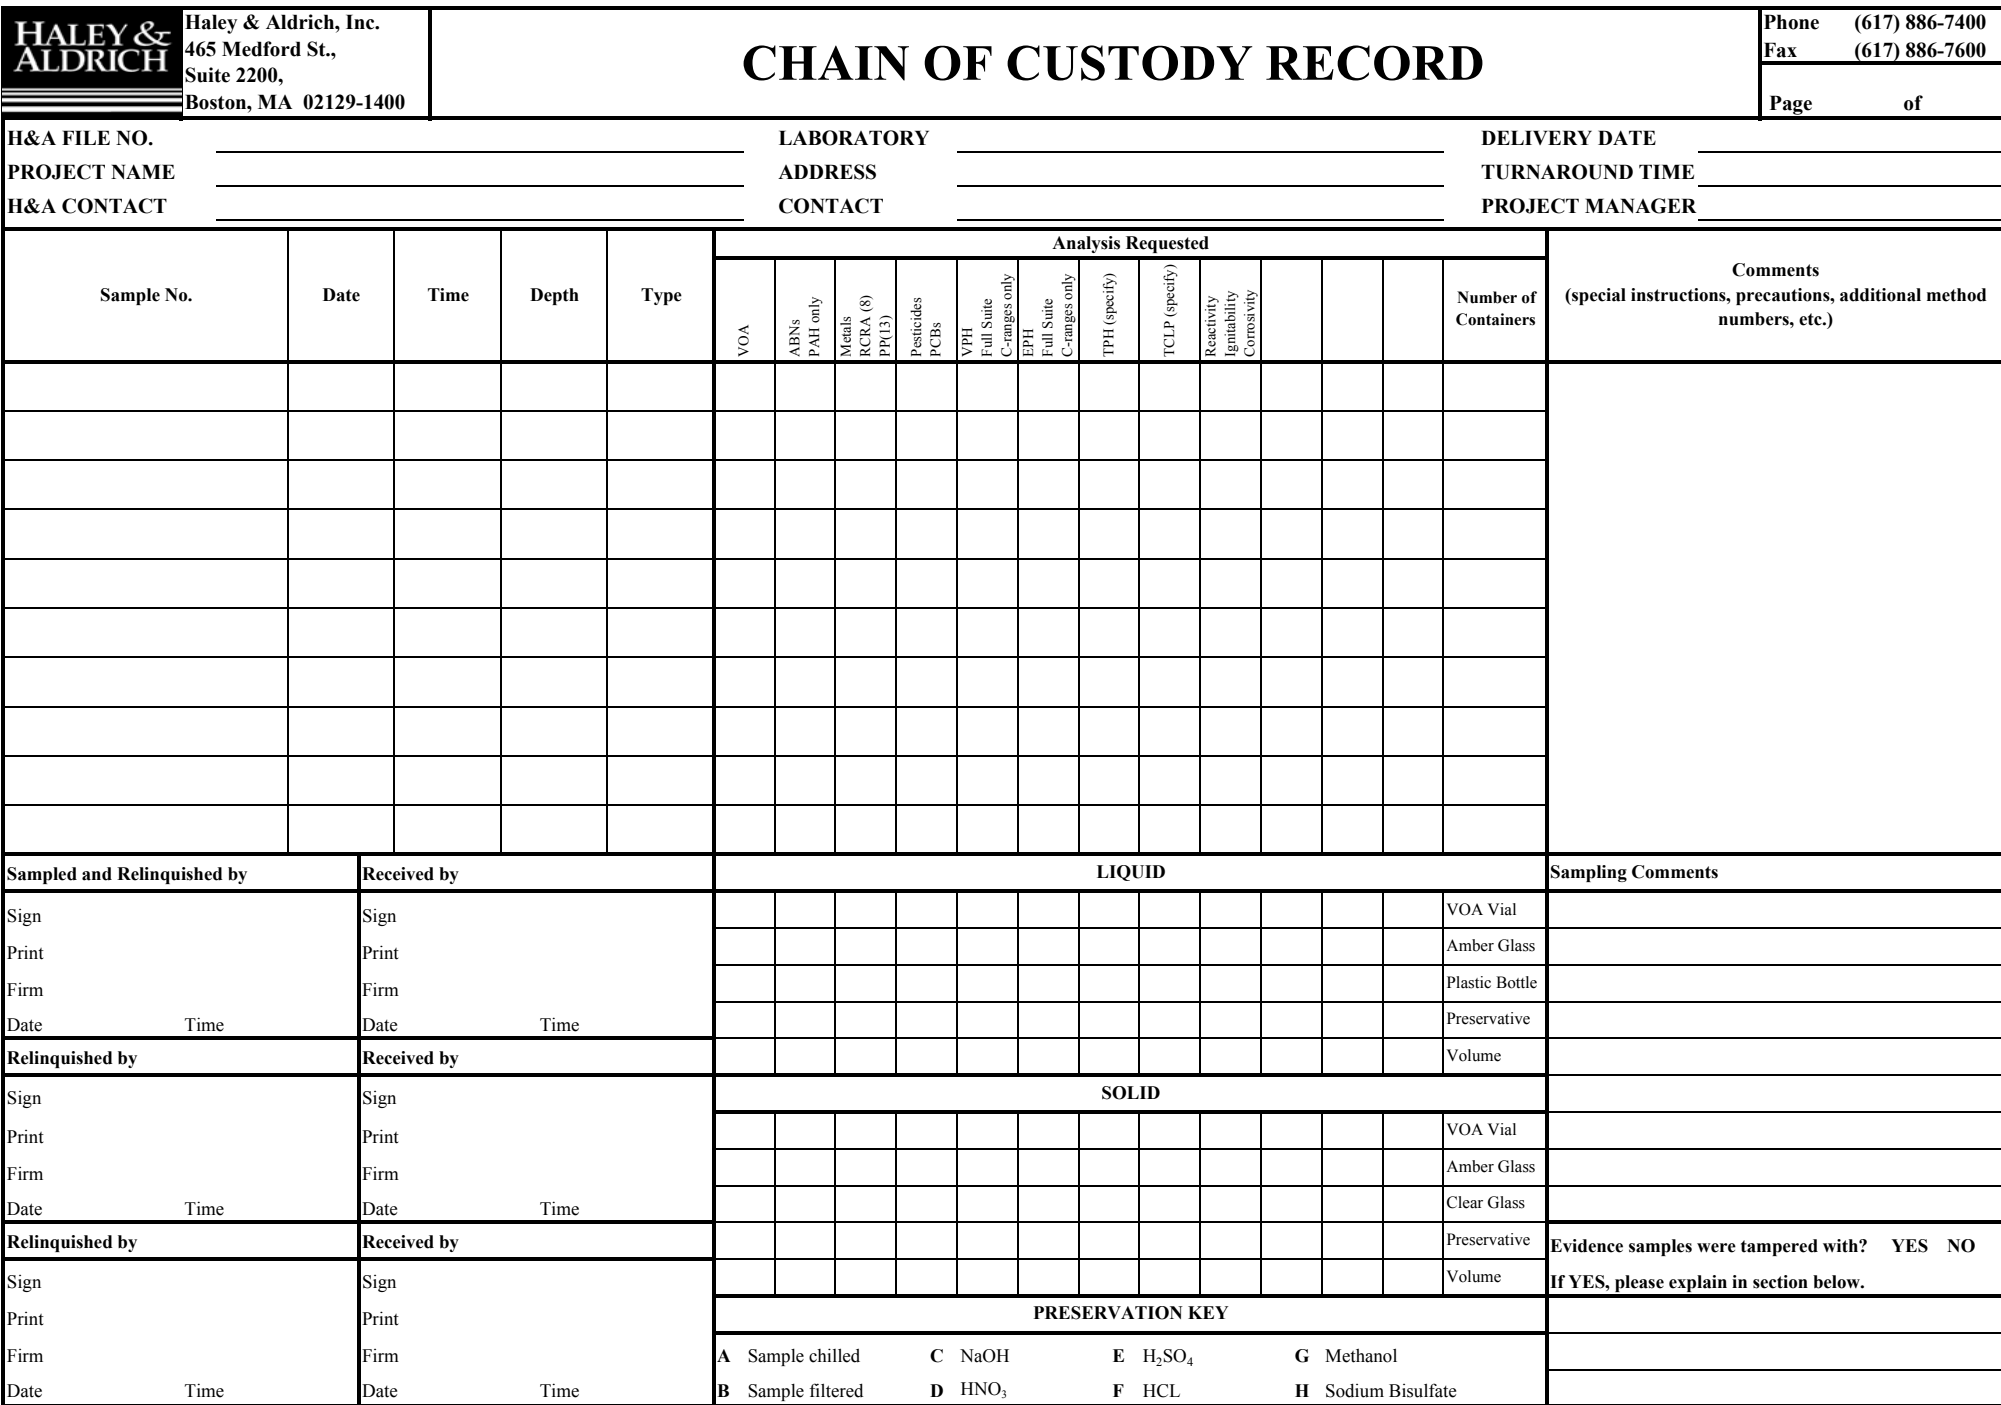 HALEY &
ALDRICH
Haley & Aldrich, Inc.
465 Medford St.,
Suite 2200,
Boston, MA 02129-1400
CHAIN OF CUSTODY RECORD
Phone (617) 886-7400
Fax (617) 886-7600
Page of
H&A FILE NO. LABORATORY DELIVERY DATE
PROJECT NAME ADDRESS TURNAROUND TIME
H&A CONTACT CONTACT PROJECT MANAGER
Sample No. Date Time Depth Type
Analysis Requested
VOA
ABNs
PAH only
Metals
RCRA (8)
PP(13)
Pesticides
PCBs
VPH
Full Suite
C-ranges only
EPH
Full Suite
C-ranges only
TPH (specify)
TCLP (specify)
Reactivity
Ignitability
Corrosivity
Number of
Containers
Comments
(special instructions, precautions, additional method
numbers, etc.)
Sampled and Relinquished by
Sign
Print
Firm
Date Time
Received by
Sign
Print
Firm
Date Time
Relinquished by
Sign
Print
Firm
Date Time
Received by
Sign
Print
Firm
Date Time
Relinquished by
Sign
Print
Firm
Date Time
Received by
Sign
Print
Firm
Date Time
LIQUID
VOA Vial
Amber Glass
Plastic Bottle
Preservative
Volume
SOLID
VOA Vial
Amber Glass
Clear Glass
Preservative
Volume
PRESERVATION KEY
A Sample chilled C NaOH E H₂SO₄ G Methanol
B Sample filtered D HNO₃ F HCL H Sodium Bisulfate
Sampling Comments
Evidence samples were tampered with? YES NO
If YES, please explain in section below.